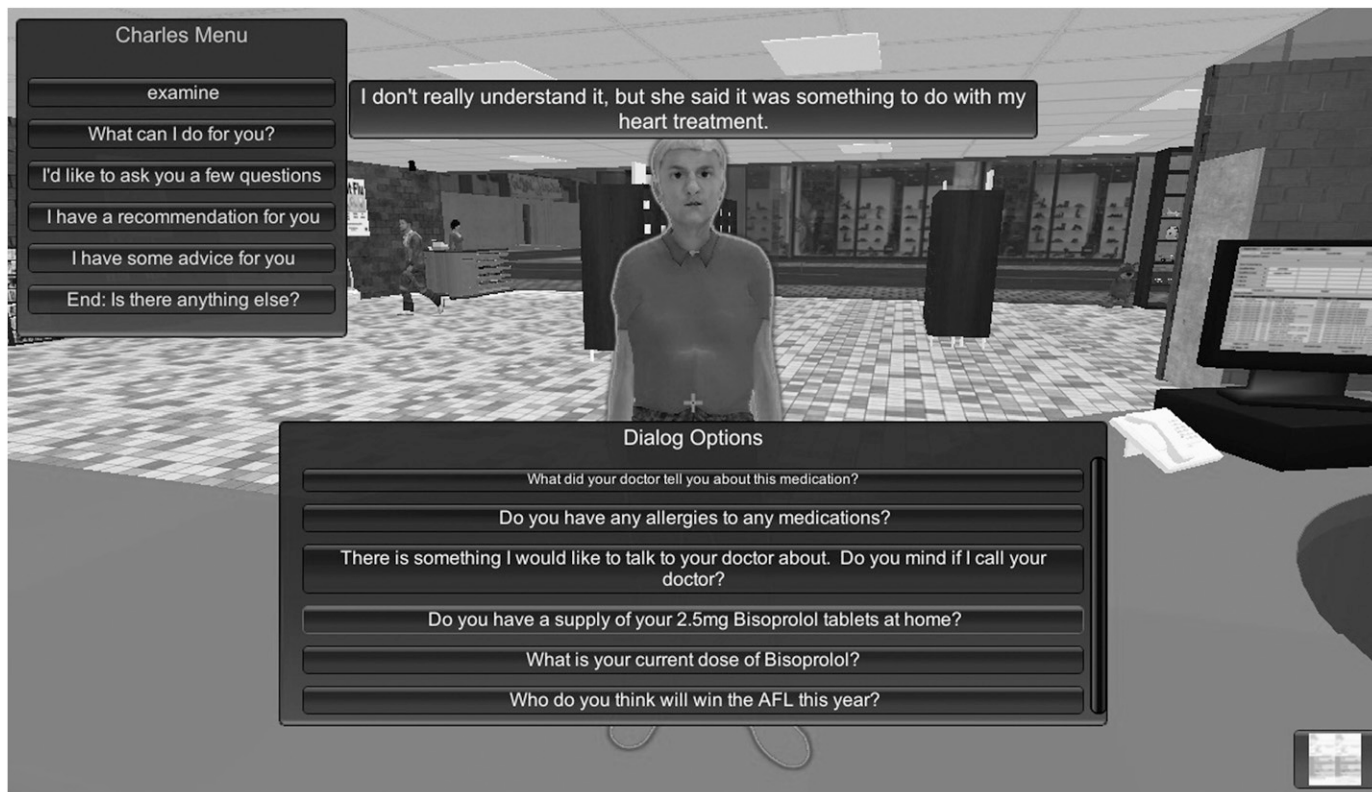 Charles Menu
examine
What can I do for you?
I'd like to ask you a few questions
I have a recommendation for you
I have some advice for you
End: Is there anything else?
I don't really understand it, but she said it was something to do with my
heart treatment.
Dialog Options
What did your doctor tell you about this medication?
Do you have any allergies to any medications?
There is something I would like to talk to your doctor about.  Do you mind if I call your
doctor?
Do you have a supply of your 2.5mg Bisoprolol tablets at home?
What is your current dose of Bisoprolol?
Who do you think will win the AFL this year?